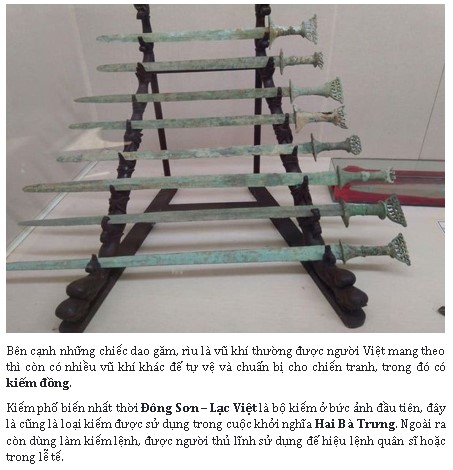 Bên cạnh những chiếc dao găm, rìu là vũ khí thường được người Việt mang theo
thì còn có nhiều vũ khí khác để tự vệ và chuẩn bị cho chiến tranh, trong đó có
kiếm đồng.
Kiếm phổ biến nhất thời Đông Sơn – Lạc Việt là bộ kiếm ở bức ảnh đầu tiên, đây
là cũng là loại kiếm được sử dụng trong cuộc khởi nghĩa Hai Bà Trưng. Ngoài ra
còn dùng làm kiếm lệnh, được người thủ lĩnh sử dụng để hiệu lệnh quân sĩ hoặc
trong lễ tế.